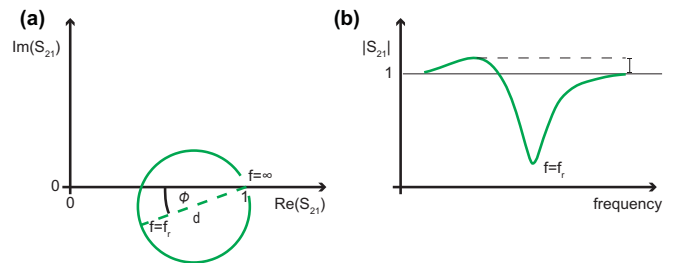 (a)
Im(S₂₁)
f=∞
0
ϕ
1
Re(S₂₁)
f=fᵣ
d
0
(b)
|S₂₁|
1
f=fᵣ
frequency